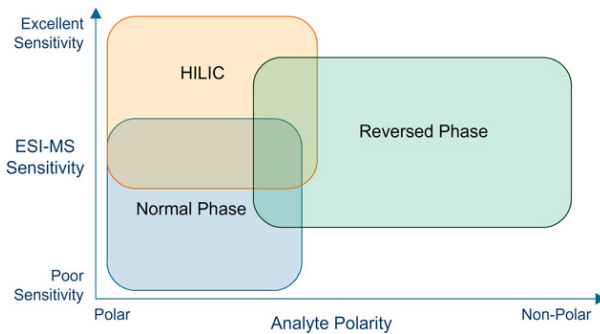 Excellent
Sensitivity
HILIC
Reversed Phase
ESI-MS
Sensitivity
Normal Phase
Poor
Sensitivity
Polar
Analyte Polarity
Non-Polar